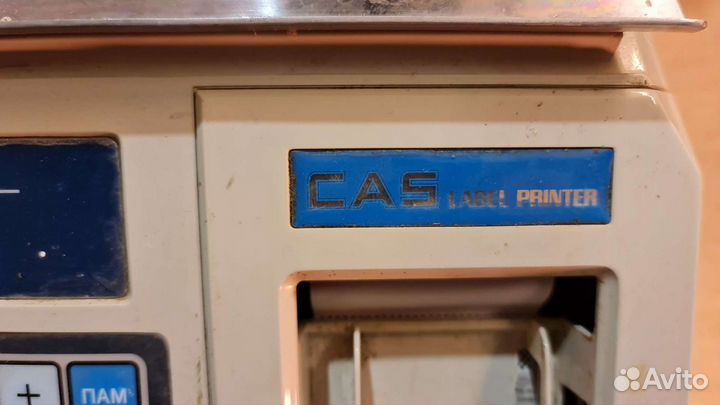 CAS LABEL PRINTER
+
ПАМ
Avito